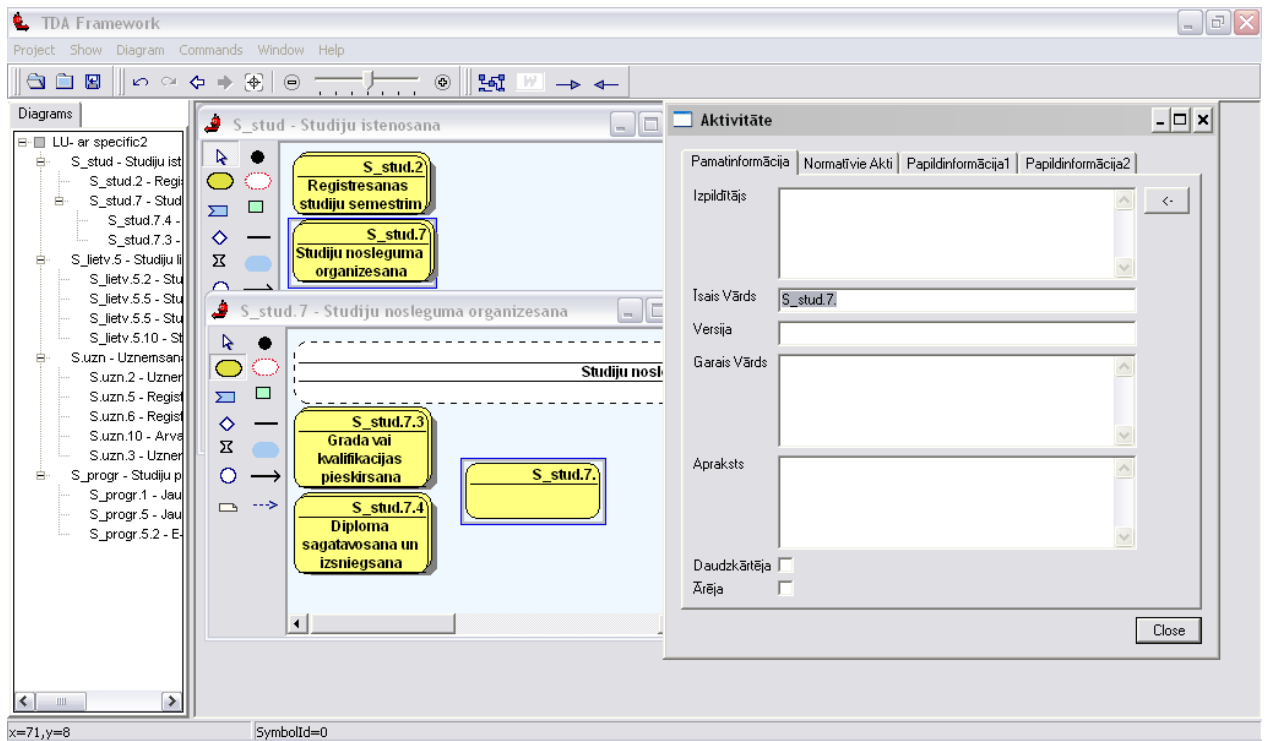 TDA Framework
Project Show Diagram Commands Window Help
W
Diagrams
LU- ar specific2
S_stud - Studiju ist
S_stud.2 - Regi
S_stud.7 - Stud
S_stud.7.4 -
S_stud.7.3 -
S_lietv.5 - Studiju li
S_lietv.5.2 - Stu
S_lietv.5.5 - Stu
S_lietv.5.5 - Stu
S_lietv.5.10 - St
S.uzn - Uznemsan
S.uzn.2 - Uzner
S.uzn.5 - Regist
S.uzn.6 - Regist
S.uzn.10 - Arva
S.uzn.3 - Uzner
S_progr - Studiju p
S_progr.1 - Jau
S_progr.5 - Jau
S_progr.5.2 - E-
S_stud - Studiju istenosana
S_stud.2
Registresanas
studiju semestrim
S_stud.7
Studiju nosleguma
organizesana
S_stud.7 - Studiju nosleguma organizesana
Studiju nosl
S_stud.7.3
Grada vai
kvalifikacijas
pieskirsana
S_stud.7.4
Diploma
sagatavosana un
izsniegsana
S_stud.7.
Aktivitāte
Pamatinformācija Normatīvie Akti Papildinformācija1 Papildinformācija2
Izpildītājs
<-
Īsais Vārds S_stud.7.
Versija
Garais Vārds
Apraksts
Daudzkārtēja
Ārēja
Close
x=71,y=8 SymbolId=0